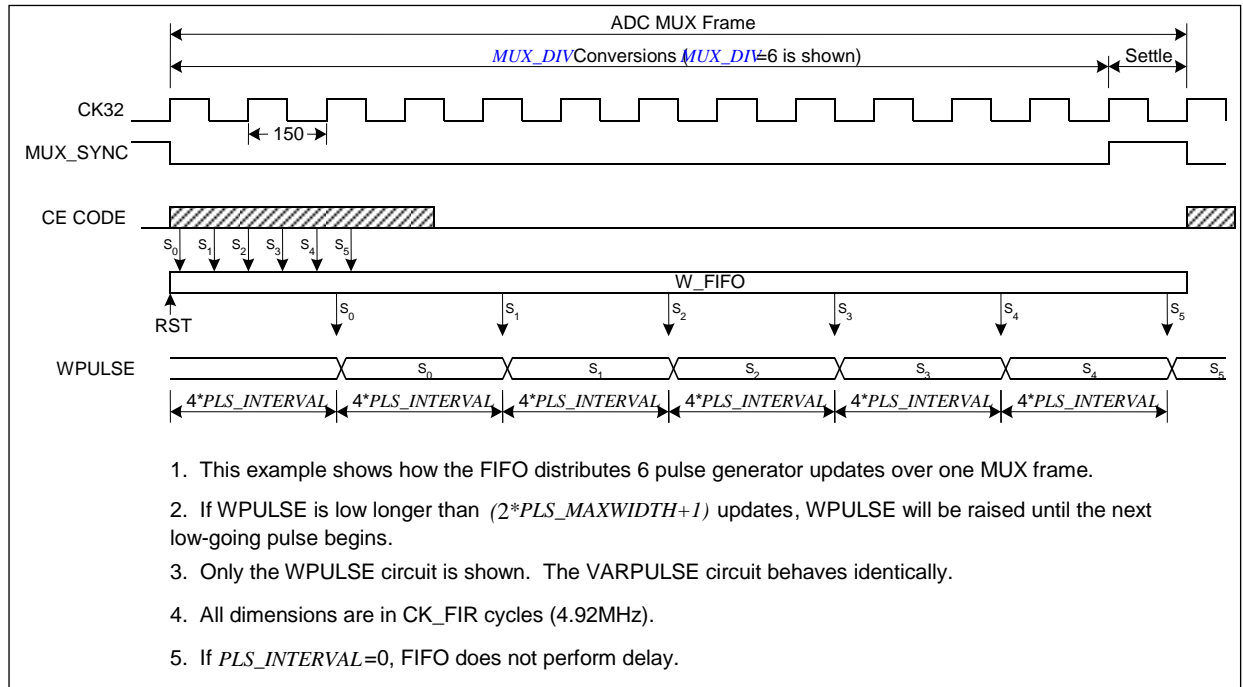 ADC MUX Frame
MUX_DIV Conversions (MUX_DIV=6 is shown)
Settle
CK32
150
MUX_SYNC
CE CODE
S0 S1 S2 S3 S4 S5
W_FIFO
RST
S0 S1 S2 S3 S4 S5
WPULSE
S0 S1 S2 S3 S4 S5
4*PLS_INTERVAL 4*PLS_INTERVAL 4*PLS_INTERVAL 4*PLS_INTERVAL 4*PLS_INTERVAL 4*PLS_INTERVAL
1. This example shows how the FIFO distributes 6 pulse generator updates over one MUX frame.
2. If WPULSE is low longer than (2*PLS_MAXWIDTH+1) updates, WPULSE will be raised until the next
low-going pulse begins.
3. Only the WPULSE circuit is shown. The VARPULSE circuit behaves identically.
4. All dimensions are in CK_FIR cycles (4.92MHz).
5. If PLS_INTERVAL=0, FIFO does not perform delay.